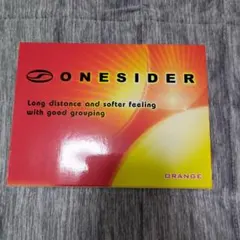 ONESIDER
Long distance and softer feeling
with good grouping
ORANGE